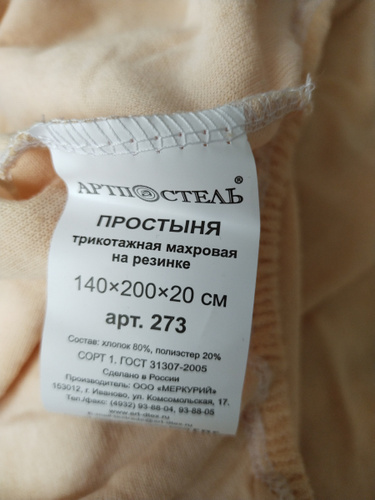 АРТПОСТЕЛЬ®
ПРОСТЫНЯ
трикотажная махровая
на резинке
140×200×20 см
арт. 273
Состав: хлопок 80%, полиэстер 20%
СОРТ 1. ГОСТ 31307-2005
Сделано в России
Производитель: ООО «МЕРКУРИЙ»
153012, г. Иваново, ул. Комсомольская, 17.
Тел./факс: (4932) 93-88-04, 93-88-05